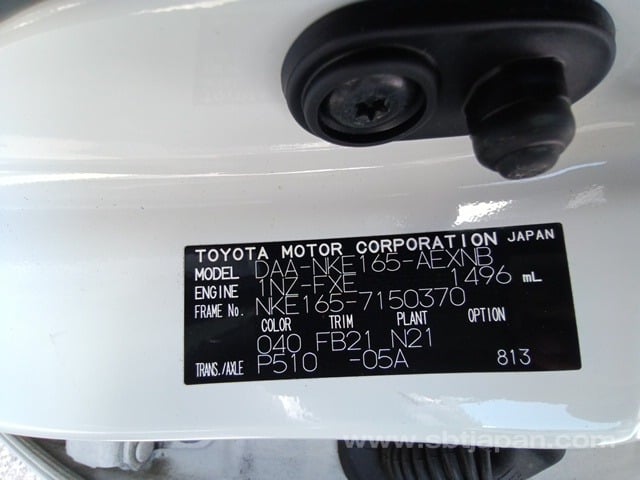 TOYOTA MOTOR CORPORATION JAPAN
MODEL DAA-NKE165-AEXNB
ENGINE 1NZ-FXE 1496 mL
FRAME No. NKE165-7150370
COLOR TRIM PLANT OPTION
040 FB21 N21
TRANS./AXLE P510 -05A 813
www.sbtjapan.com